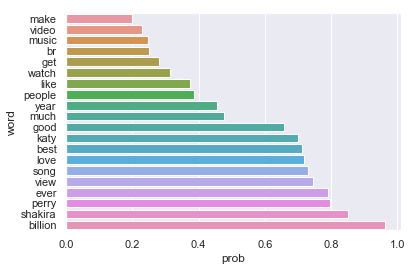 make
video
music
br
get
watch
like
people
year
much
good
katy
best
love
song
view
ever
perry
shakira
billion
word
0.0 0.2 0.4 0.6 0.8 1.0
prob